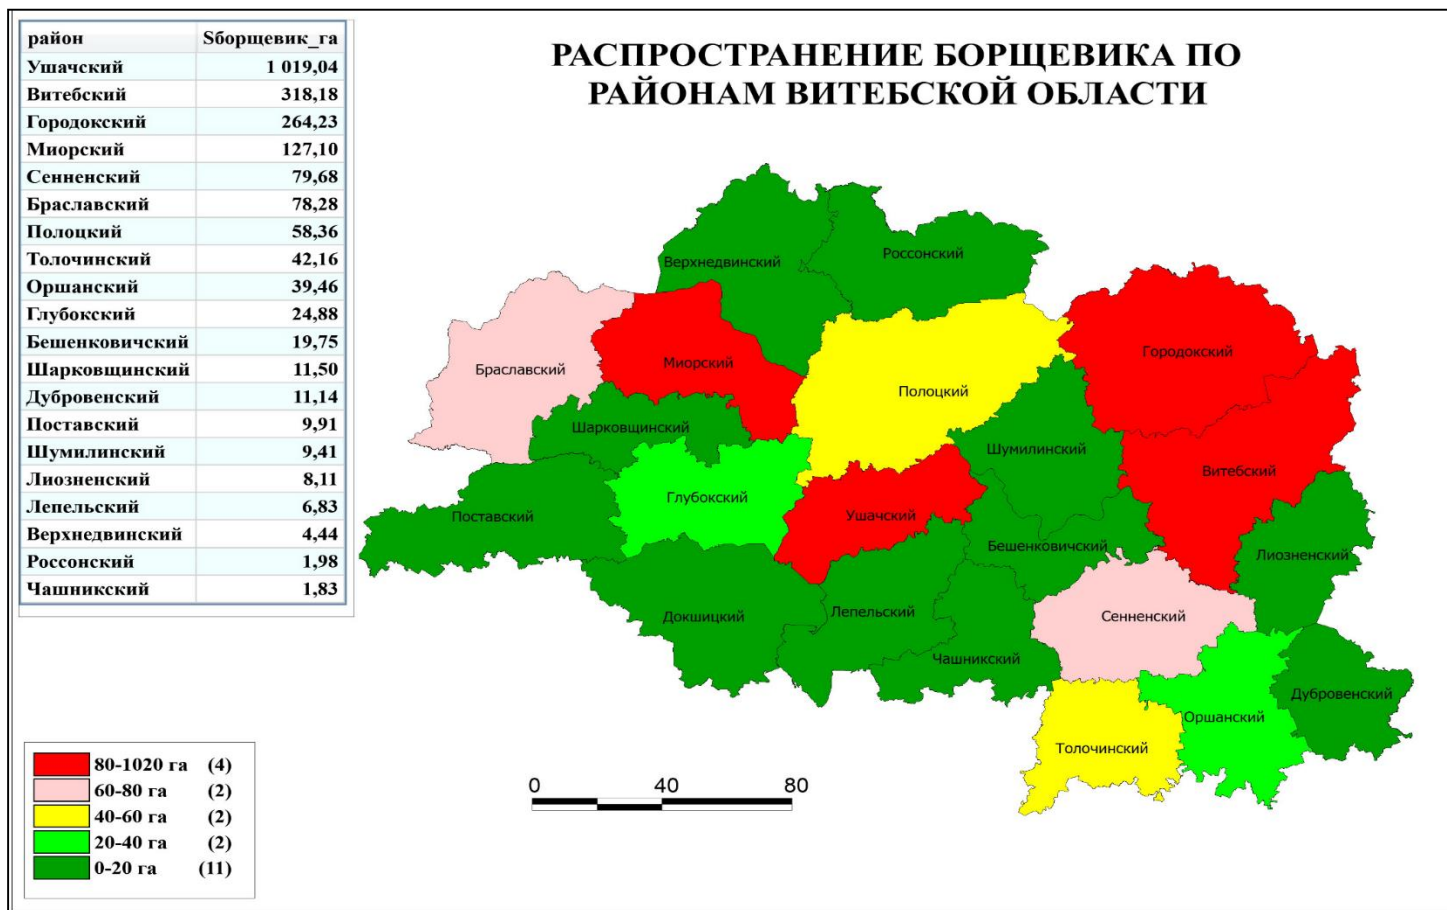 район Sборщевик_га
Ушачский 1 019,04
Витебский 318,18
Городокский 264,23
Миорский 127,10
Сенненский 79,68
Браславский 78,28
Полоцкий 58,36
Толочинский 42,16
Оршанский 39,46
Глубокский 24,88
Бешенковичский 19,75
Шарковщинский 11,50
Дубровенский 11,14
Поставский 9,91
Шумилинский 9,41
Лиозненский 8,11
Лепельский 6,83
Верхнедвинский 4,44
Россонский 1,98
Чашникский 1,83
РАСПРОСТРАНЕНИЕ БОРЩЕВИКА ПО
РАЙОНАМ ВИТЕБСКОЙ ОБЛАСТИ
Верхнедвинский
Россонский
Городокский
Браславский
Миорский
Полоцкий
Шарковщинский
Шумилинский
Витебский
Глубокский
Поставский
Ушачский
Бешенковичский
Лиозненский
Докшицкий
Лепельский
Сенненский
Чашникский
Дубровенский
Оршанский
Толочинский
80-1020 га (4)
60-80 га (2)
40-60 га (2)
20-40 га (2)
0-20 га (11)
0 40 80